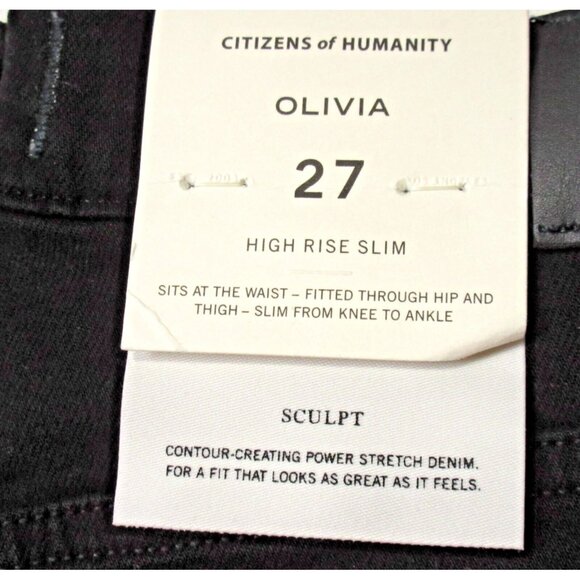 CITIZENS of HUMANITY
OLIVIA
27
HIGH RISE SLIM
SITS AT THE WAIST – FITTED THROUGH HIP AND
THIGH – SLIM FROM KNEE TO ANKLE
SCULPT
CONTOUR-CREATING POWER STRETCH DENIM.
FOR A FIT THAT LOOKS AS GREAT AS IT FEELS.